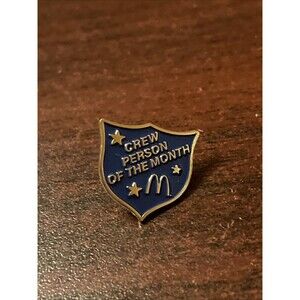 CREW
PERSON
OF THE MONTH
M